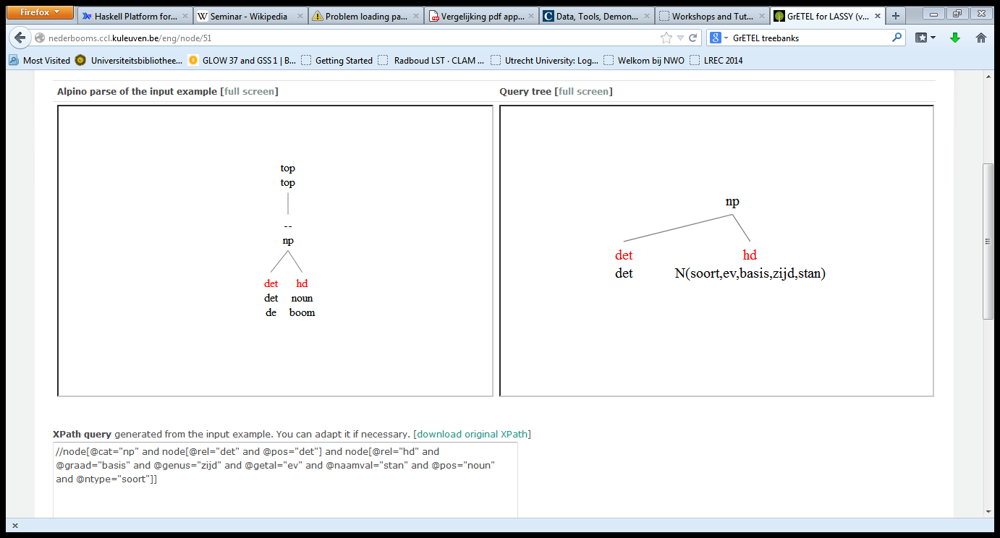 Firefox
Haskell Platform for... Seminar - Wikipedia Problem loading pa... Vergelijking pdf app... Data, Tools, Demon... Workshops and Tut... GrETEL for LASSY (v...
nederbooms.ccl.kuleuven.be/eng/node/51 GrETEL treebanks
Most Visited Universiteitsbibliothee... GLOW 37 and GSS 1 | B... Getting Started Radboud LST · CLAM ... Utrecht University: Log... Welkom bij NWO LREC 2014
Alpino parse of the input example [full screen] Query tree [full screen]
top
top
--
np
det hd
det noun
de boom
np
det hd
det N(soort,ev,basis,zijd,stan)
XPath query generated from the input example. You can adapt it if necessary. [download original XPath]
//node[@cat="np" and node[@rel="det" and @pos="det"] and node[@rel="hd" and
@graad="basis" and @genus="zijd" and @getal="ev" and @naamval="stan" and @pos="noun"
and @ntype="soort"]]